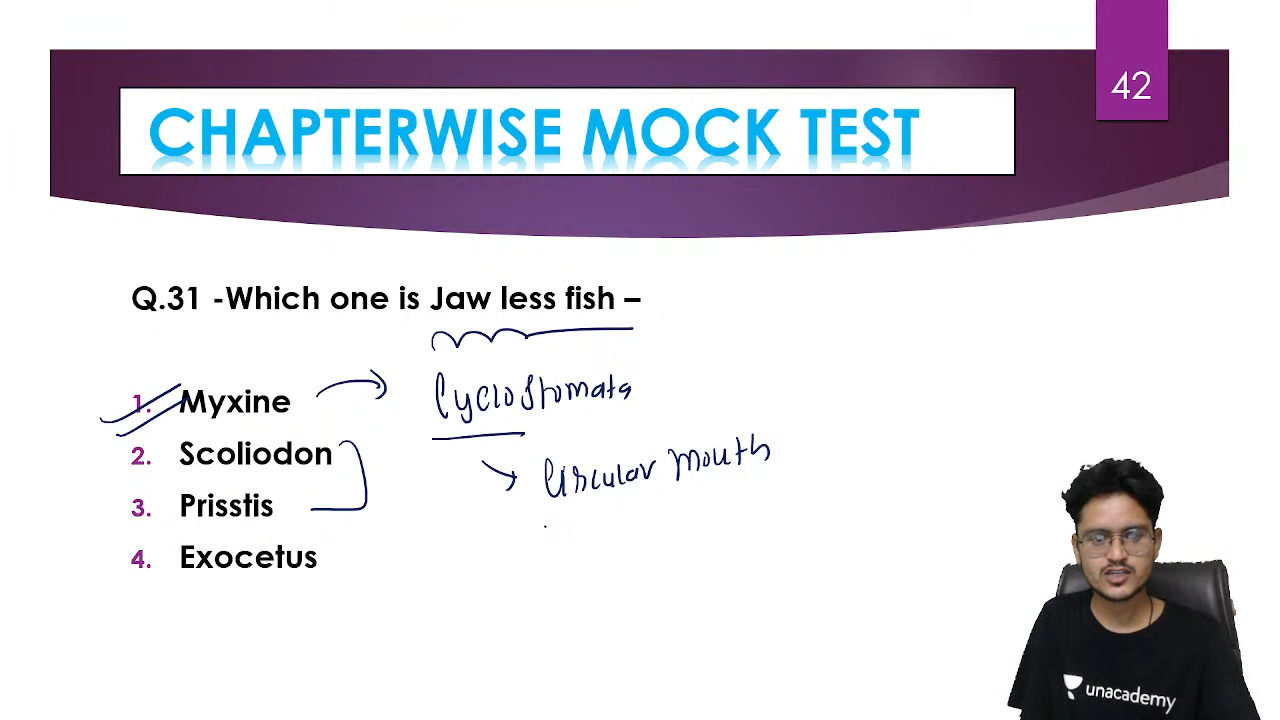 42
CHAPTERWISE MOCK TEST
Q.31 -Which one is Jaw less fish –
1. Myxine
Cyclostomata
2. Scoliodon
Circular mouth
3. Prisstis
4. Exocetus
unacademy